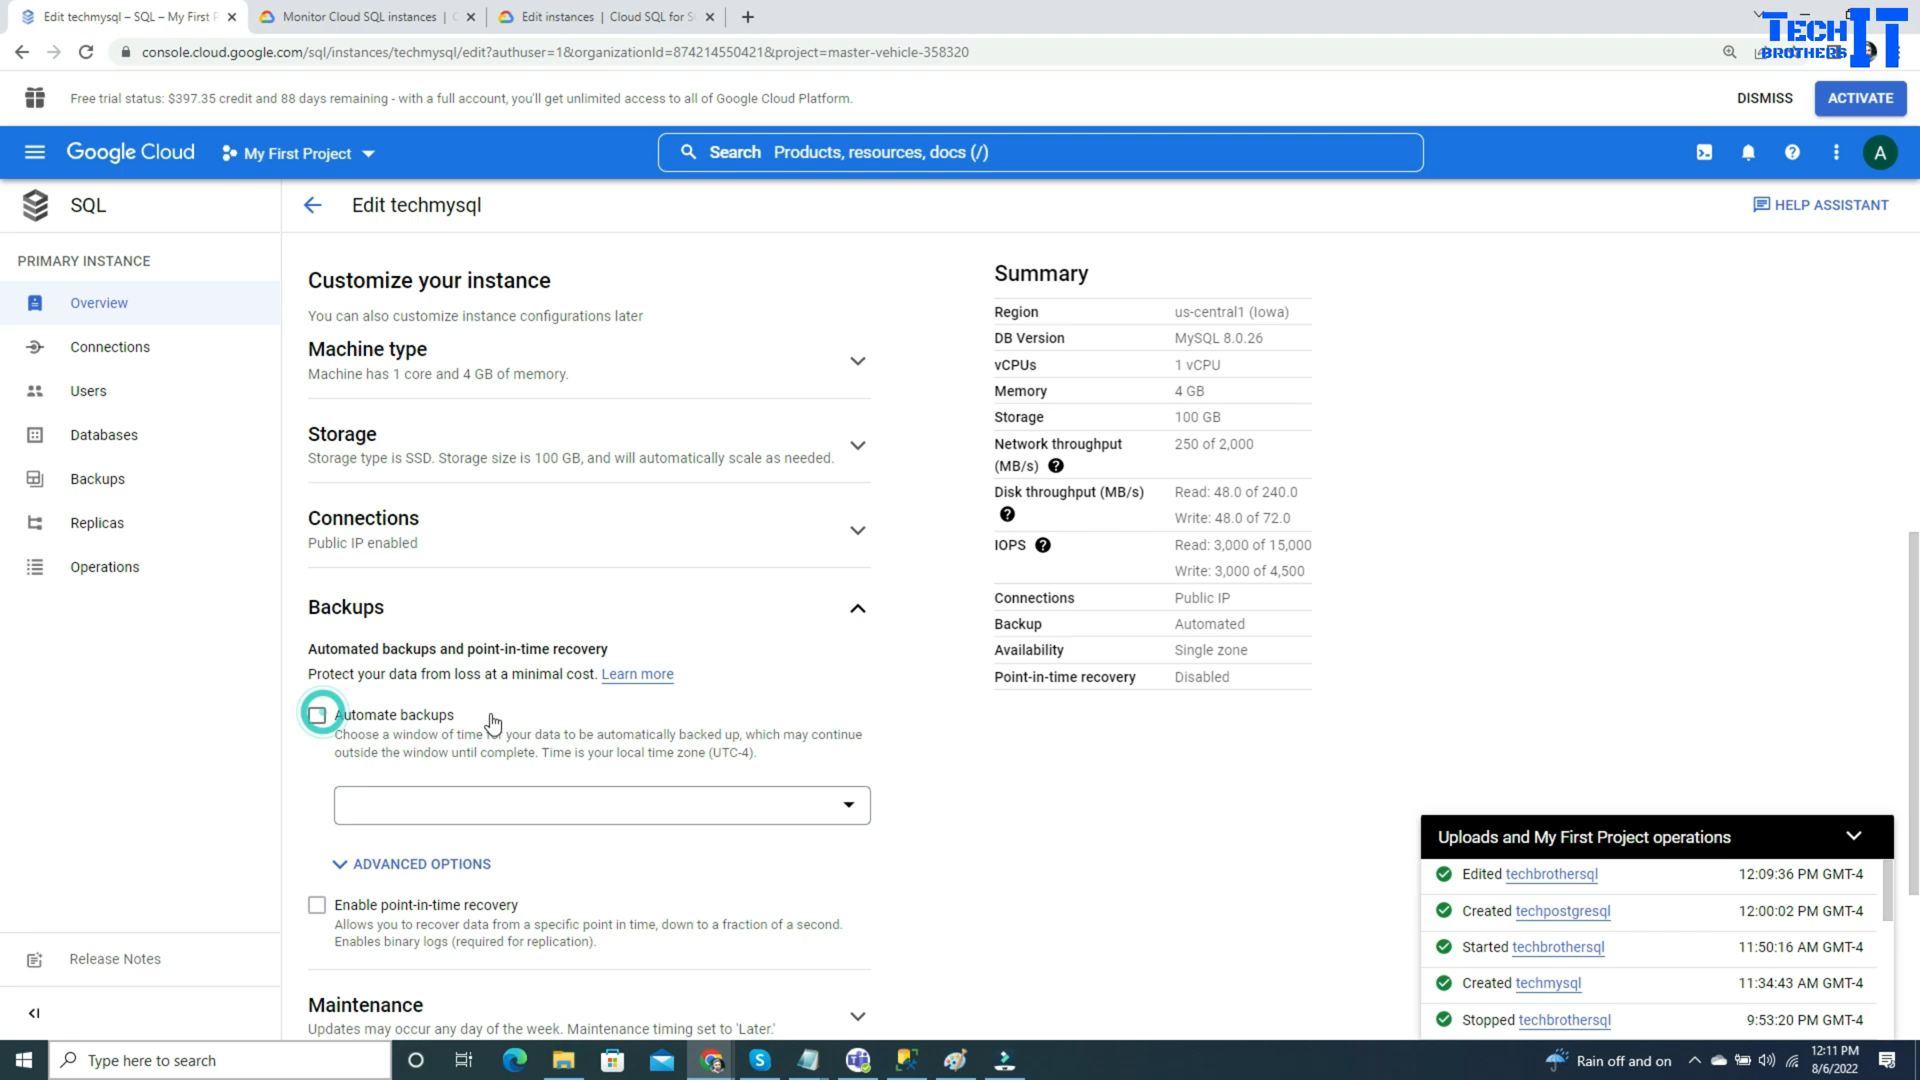 Edit techmysql – SQL – My First P
Monitor Cloud SQL instances | C
Edit instances | Cloud SQL for S
TECH IT
BROTHERS
console.cloud.google.com/sql/instances/techmysql/edit?authuser=1&organizationId=874214550421&project=master-vehicle-358320
Free trial status: $397.35 credit and 88 days remaining - with a full account, you'll get unlimited access to all of Google Cloud Platform.
DISMISS
ACTIVATE
Google Cloud
My First Project
Search Products, resources, docs (/)
A
SQL
Edit techmysql
HELP ASSISTANT
PRIMARY INSTANCE
Overview
Connections
Users
Databases
Backups
Replicas
Operations
Release Notes
Customize your instance
You can also customize instance configurations later
Machine type
Machine has 1 core and 4 GB of memory.
Storage
Storage type is SSD. Storage size is 100 GB, and will automatically scale as needed.
Connections
Public IP enabled
Backups
Automated backups and point-in-time recovery
Protect your data from loss at a minimal cost. Learn more
Automate backups
Choose a window of time for your data to be automatically backed up, which may continue
outside the window until complete. Time is your local time zone (UTC-4).
ADVANCED OPTIONS
Enable point-in-time recovery
Allows you to recover data from a specific point in time, down to a fraction of a second.
Enables binary logs (required for replication).
Maintenance
Updates may occur any day of the week. Maintenance timing set to 'Later.'
Summary
Region us-central1 (Iowa)
DB Version MySQL 8.0.26
vCPUs 1 vCPU
Memory 4 GB
Storage 100 GB
Network throughput 250 of 2,000
(MB/s)
Disk throughput (MB/s) Read: 48.0 of 240.0
Write: 48.0 of 72.0
IOPS Read: 3,000 of 15,000
Write: 3,000 of 4,500
Connections Public IP
Backup Automated
Availability Single zone
Point-in-time recovery Disabled
Uploads and My First Project operations
Edited techbrothersql 12:09:36 PM GMT-4
Created techpostgresql 12:00:02 PM GMT-4
Started techbrothersql 11:50:16 AM GMT-4
Created techmysql 11:34:43 AM GMT-4
Stopped techbrothersql 9:53:20 PM GMT-4
Type here to search
Rain off and on
12:11 PM
8/6/2022